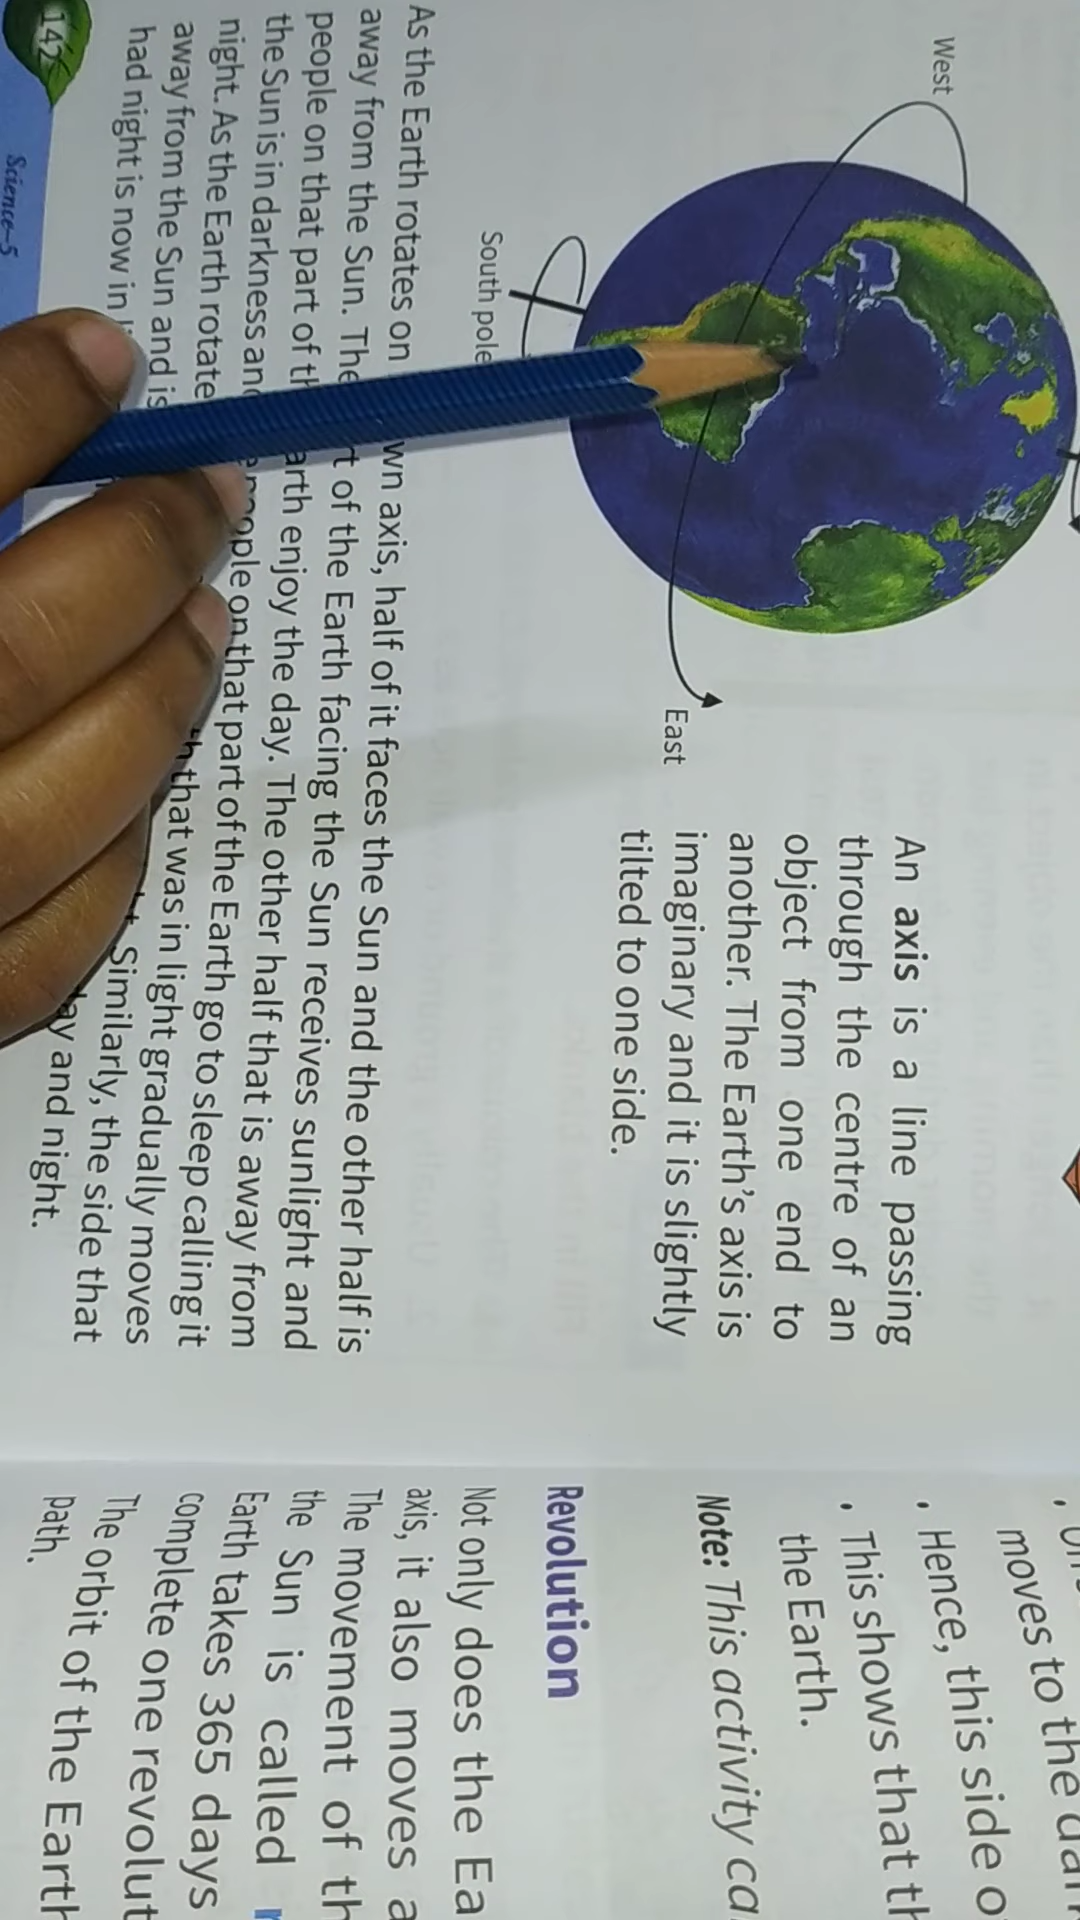 West
South pole
East
An axis is a line passing
through the centre of an
object from one end to
another. The Earth's axis is
imaginary and it is slightly
tilted to one side.
As the Earth rotates on wn axis, half of it faces the Sun and the other half is
away from the Sun. The rt of the Earth facing the Sun receives sunlight and
people on that part of th arth enjoy the day. The other half that is away from
the Sun is in darkness and people on that part of the Earth go to sleep calling it
night. As the Earth rotate th that was in light gradually moves
away from the Sun and is Similarly, the side that
had night is now in ay and night.
142
Science-5
moves to the dar
Hence, this side o
This shows that th
the Earth.
Note: This activity ca
Revolution
Not only does the Ea
axis, it also moves a
The movement of th
the Sun is called r
Earth takes 365 days
complete one revolut
The orbit of the Earth
path.